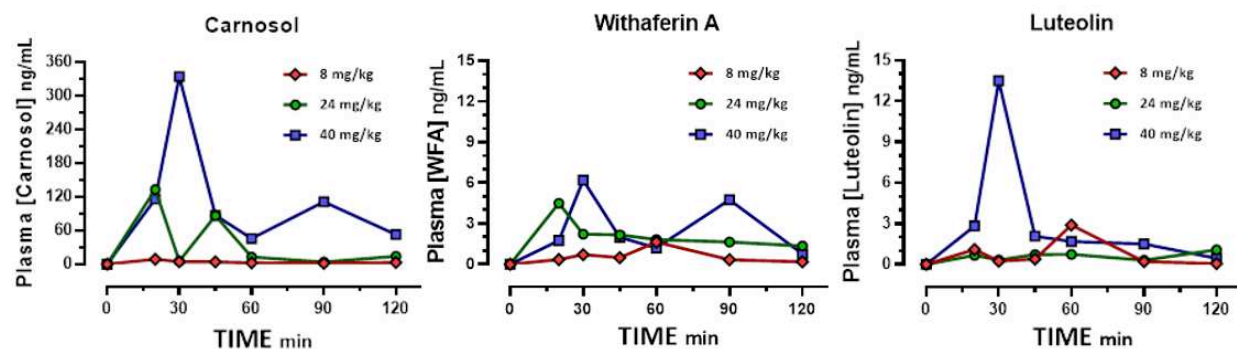 Carnosol
Plasma [Carnosol] ng/mL
360
300
240
180
120
60
0
8 mg/kg
24 mg/kg
40 mg/kg
0 30 60 90 120
TIME min
Withaferin A
Plasma [WFA] ng/mL
15
12
9
6
3
0
8 mg/kg
24 mg/kg
40 mg/kg
0 30 60 90 120
TIME min
Luteolin
Plasma [Luteolin] ng/mL
15
12
9
6
3
0
8 mg/kg
24 mg/kg
40 mg/kg
0 30 60 90 120
TIME min